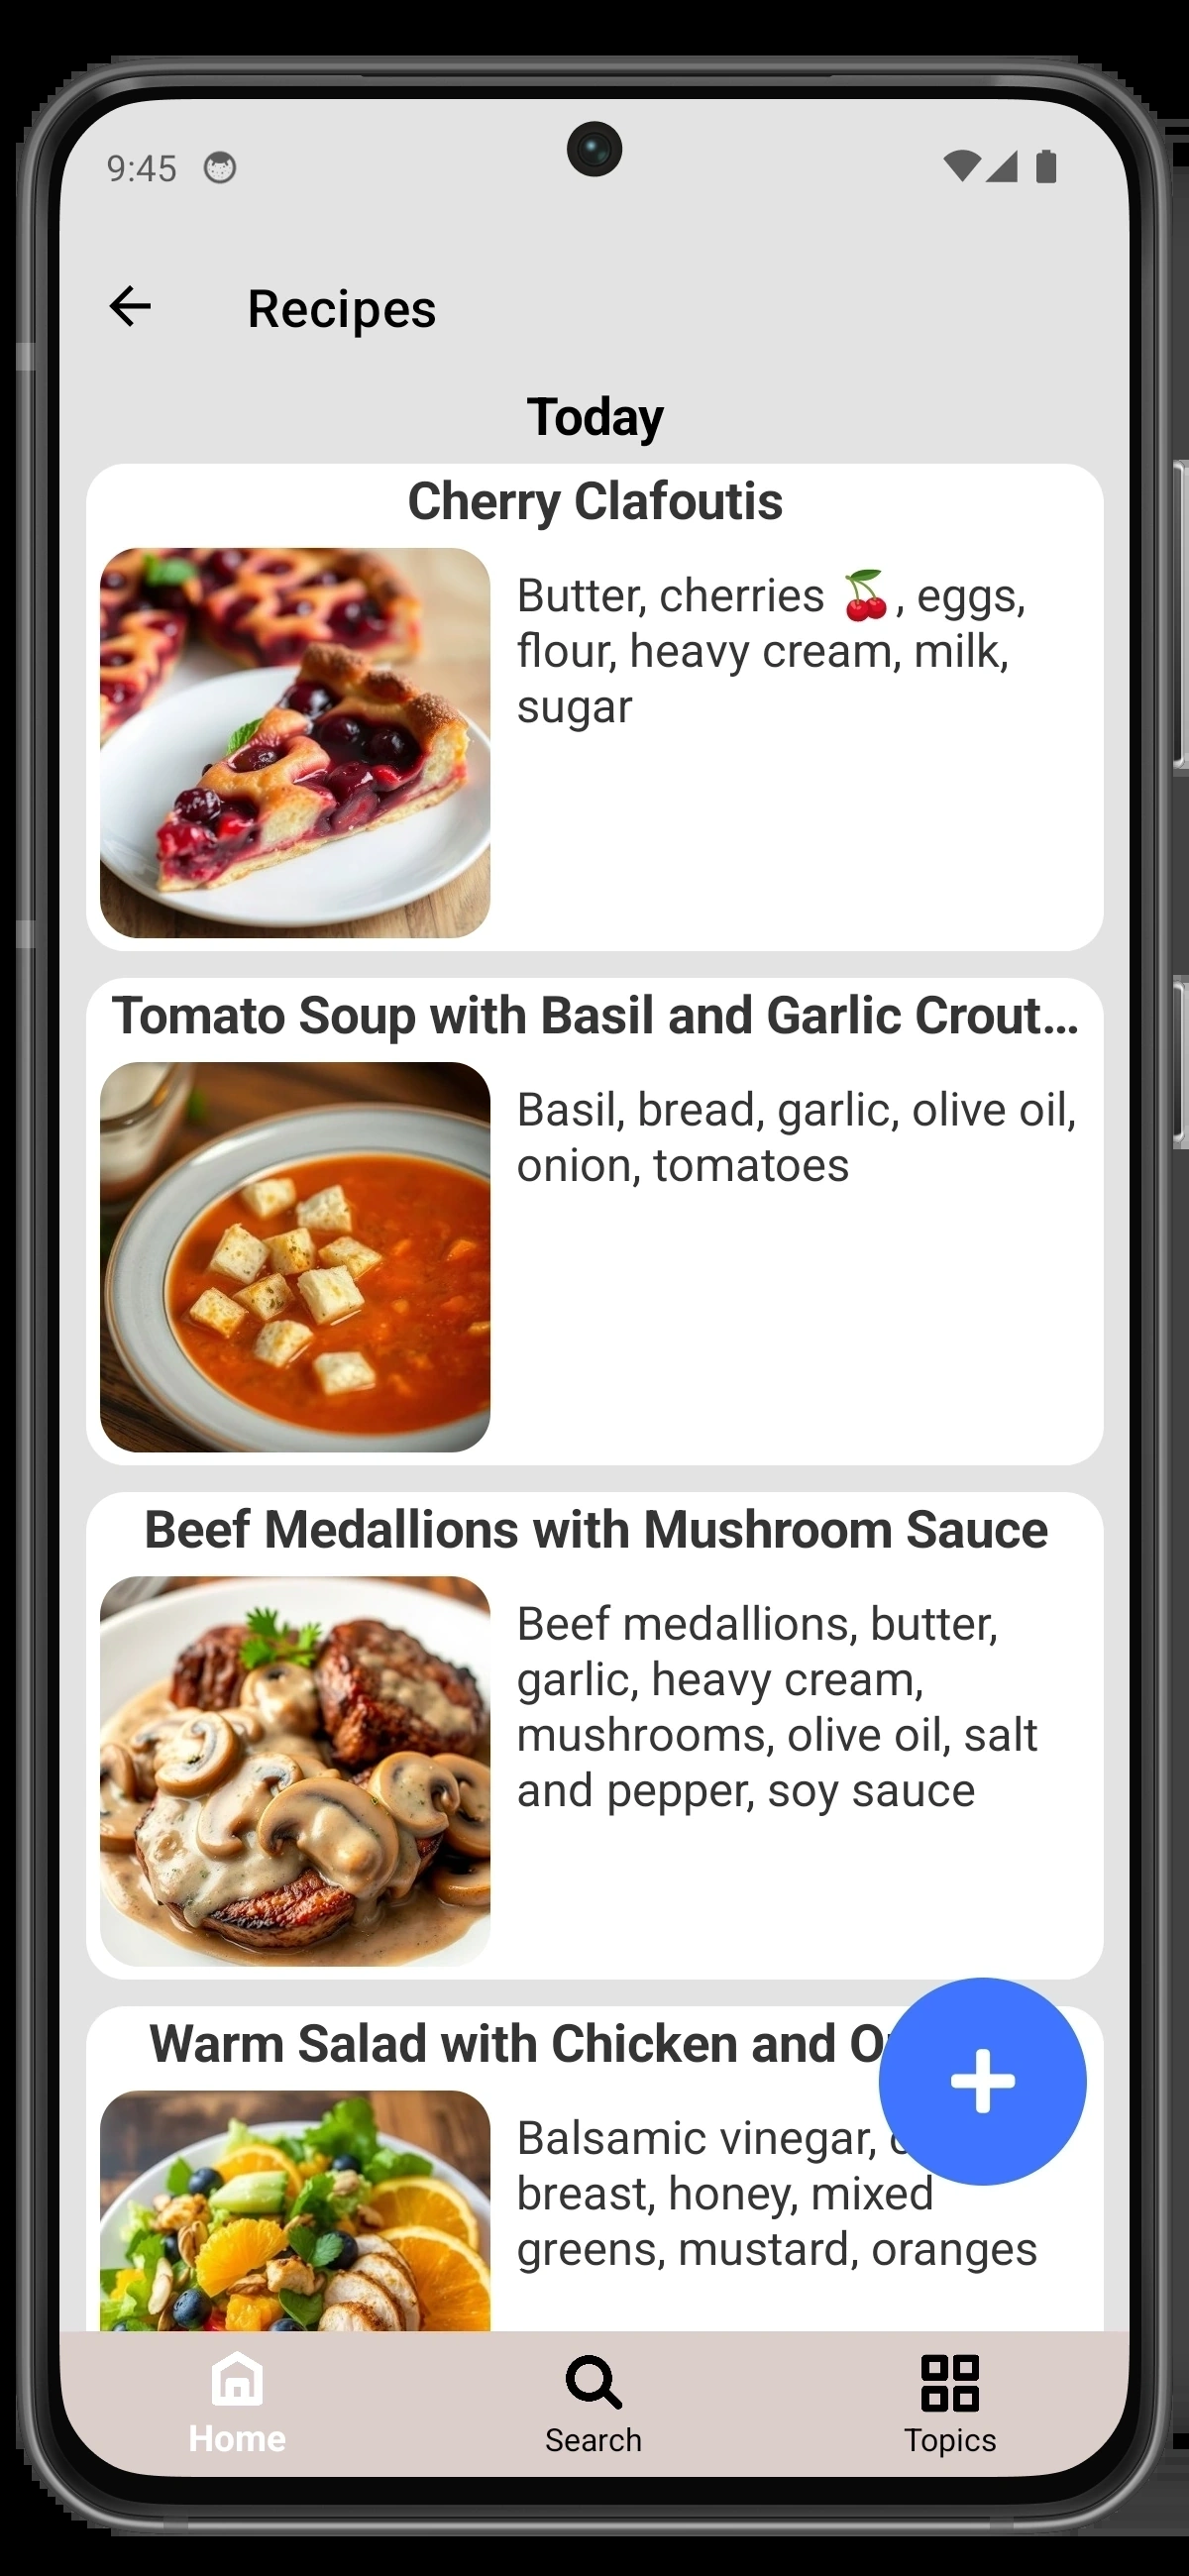 9:45
Recipes
Today
Cherry Clafoutis
Butter, cherries 🍒, eggs,
flour, heavy cream, milk,
sugar
Tomato Soup with Basil and Garlic Crout...
Basil, bread, garlic, olive oil,
onion, tomatoes
Beef Medallions with Mushroom Sauce
Beef medallions, butter,
garlic, heavy cream,
mushrooms, olive oil, salt
and pepper, soy sauce
Warm Salad with Chicken and
Balsamic vinegar,
breast, honey, mixed
greens, mustard, oranges
Home
Search
Topics